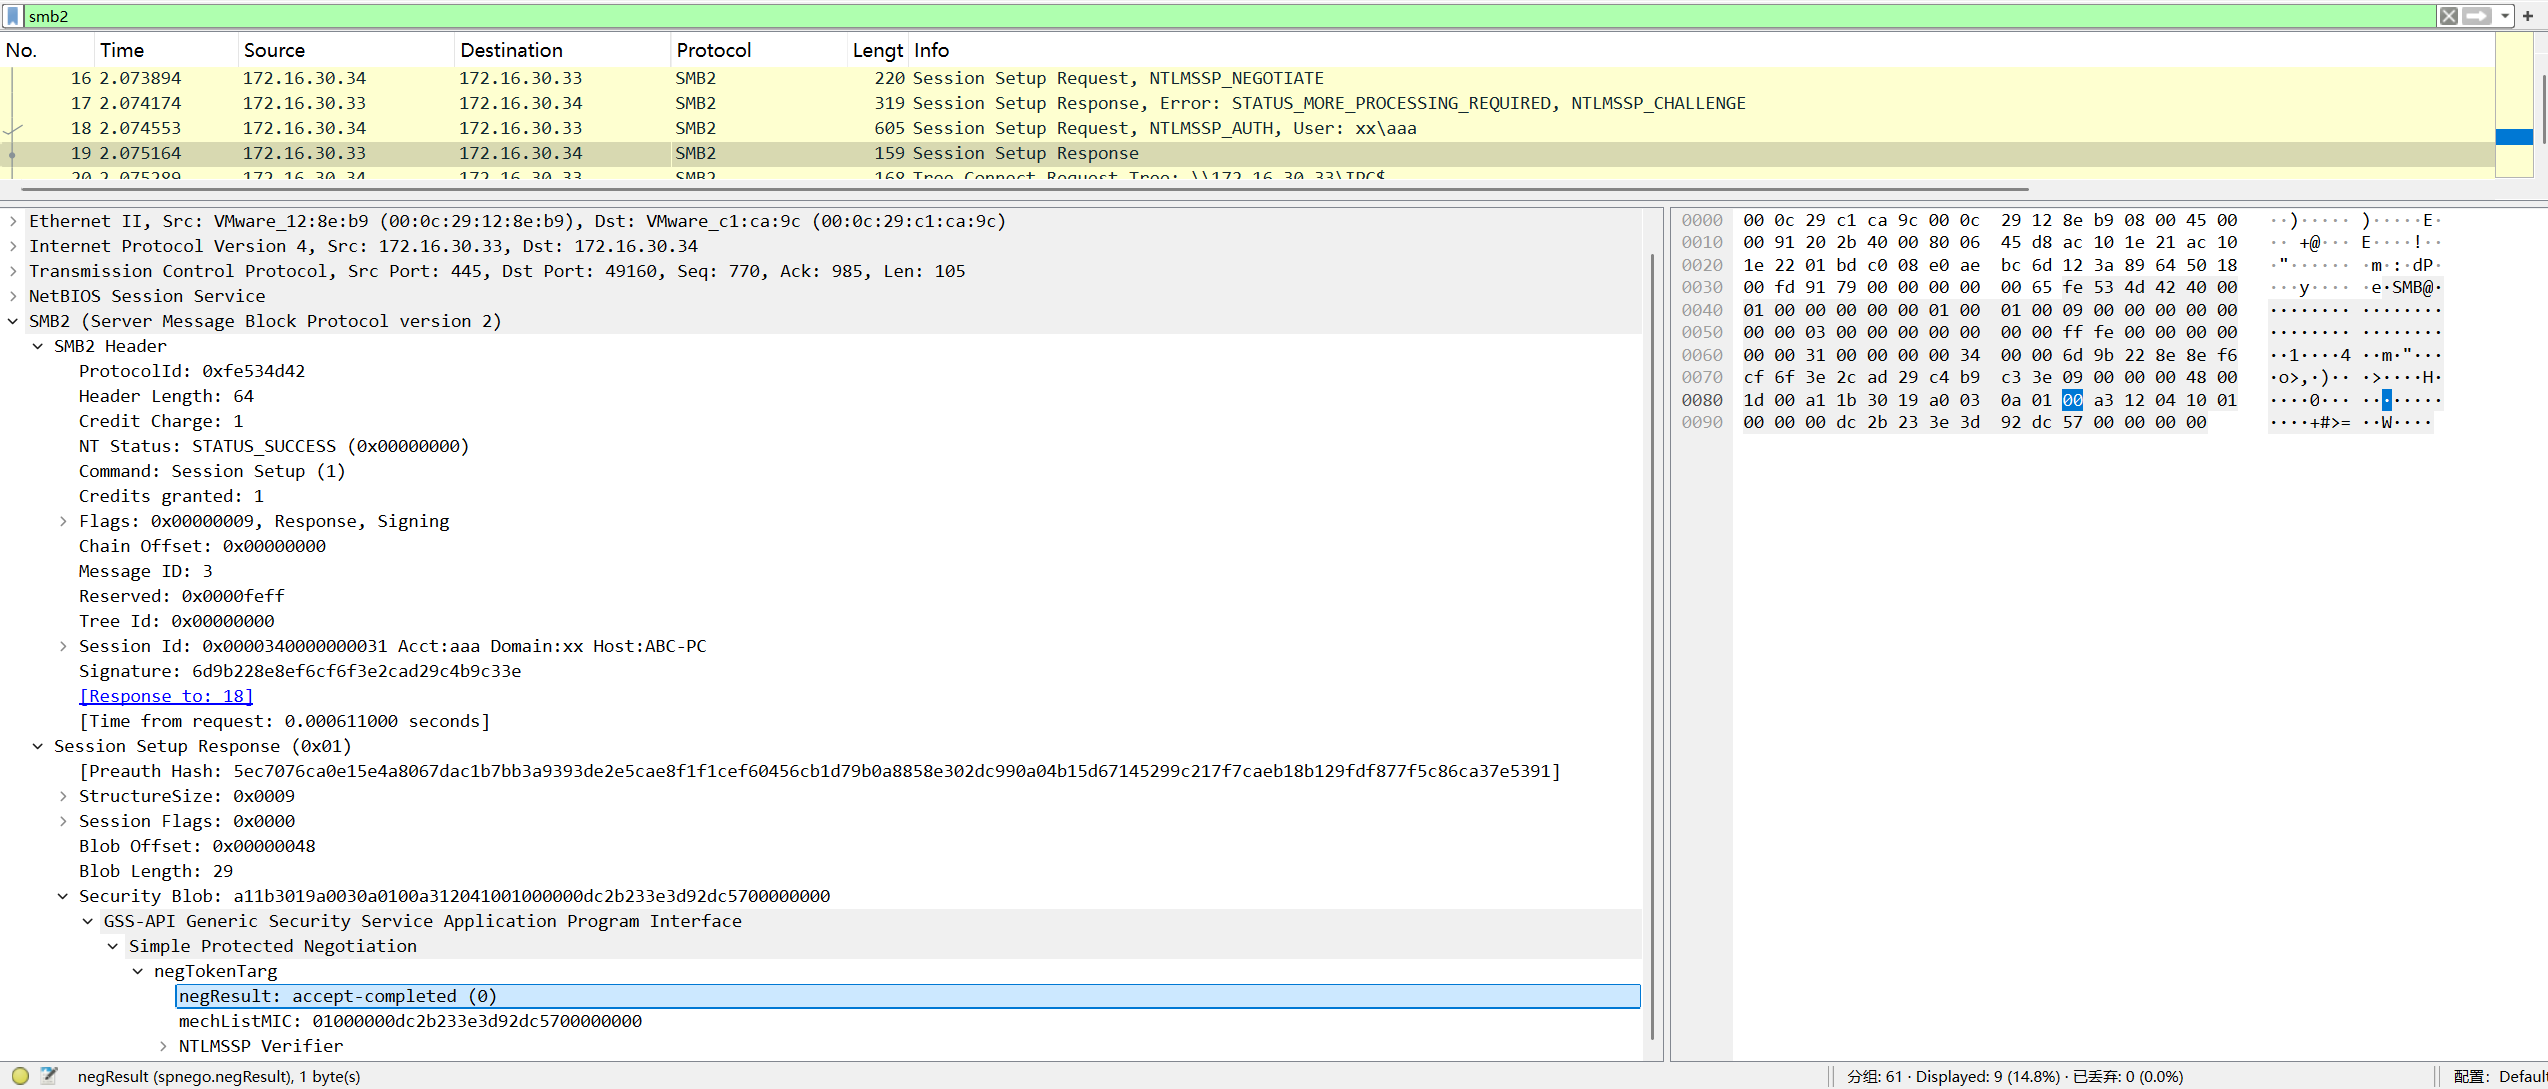 smb2
No. Time Source Destination Protocol Lengt Info
16 2.073894 172.16.30.34 172.16.30.33 SMB2 220 Session Setup Request, NTLMSSP_NEGOTIATE
17 2.074174 172.16.30.33 172.16.30.34 SMB2 319 Session Setup Response, Error: STATUS_MORE_PROCESSING_REQUIRED, NTLMSSP_CHALLENGE
18 2.074553 172.16.30.34 172.16.30.33 SMB2 605 Session Setup Request, NTLMSSP_AUTH, User: xx\aaa
19 2.075164 172.16.30.33 172.16.30.34 SMB2 159 Session Setup Response
20 2.075289 172.16.30.34 172.16.30.33 SMB2 168 Tree Connect Request Tree: \\172.16.30.33\IPC$
Ethernet II, Src: VMware_12:8e:b9 (00:0c:29:12:8e:b9), Dst: VMware_c1:ca:9c (00:0c:29:c1:ca:9c)
Internet Protocol Version 4, Src: 172.16.30.33, Dst: 172.16.30.34
Transmission Control Protocol, Src Port: 445, Dst Port: 49160, Seq: 770, Ack: 985, Len: 105
NetBIOS Session Service
SMB2 (Server Message Block Protocol version 2)
SMB2 Header
ProtocolId: 0xfe534d42
Header Length: 64
Credit Charge: 1
NT Status: STATUS_SUCCESS (0x00000000)
Command: Session Setup (1)
Credits granted: 1
Flags: 0x00000009, Response, Signing
Chain Offset: 0x00000000
Message ID: 3
Reserved: 0x0000feff
Tree Id: 0x00000000
Session Id: 0x0000340000000031 Acct:aaa Domain:xx Host:ABC-PC
Signature: 6d9b228e8ef6cf6f3e2cad29c4b9c33e
[Response to: 18]
[Time from request: 0.000611000 seconds]
Session Setup Response (0x01)
[Preauth Hash: 5ec7076ca0e15e4a8067dac1b7bb3a9393de2e5cae8f1f1cef60456cb1d79b0a8858e302dc990a04b15d67145299c217f7caeb18b129fdf877f5c86ca37e5391]
StructureSize: 0x0009
Session Flags: 0x0000
Blob Offset: 0x00000048
Blob Length: 29
Security Blob: a11b3019a0030a0100a312041001000000dc2b233e3d92dc5700000000
GSS-API Generic Security Service Application Program Interface
Simple Protected Negotiation
negTokenTarg
negResult: accept-completed (0)
mechListMIC: 01000000dc2b233e3d92dc5700000000
NTLMSSP Verifier
0000 00 0c 29 c1 ca 9c 00 0c 29 12 8e b9 08 00 45 00 ··)····· )·····E·
0010 00 91 20 2b 40 00 80 06 45 d8 ac 10 1e 21 ac 10 ·· +@··· E····!··
0020 1e 22 01 bd c0 08 e0 ae bc 6d 12 3a 89 64 50 18 ·"······ ·m·:·dP·
0030 00 fd 91 79 00 00 00 00 00 65 fe 53 4d 42 40 00 ···y···· ·e·SMB@·
0040 01 00 00 00 00 00 01 00 01 00 09 00 00 00 00 00 ········ ········
0050 00 00 03 00 00 00 00 00 00 00 ff fe 00 00 00 00 ········ ········
0060 00 00 31 00 00 00 00 34 00 00 6d 9b 22 8e 8e f6 ··1····4 ··m·"···
0070 cf 6f 3e 2c ad 29 c4 b9 c3 3e 09 00 00 00 48 00 ·o>,·)·· ·>····H·
0080 1d 00 a1 1b 30 19 a0 03 0a 01 00 a3 12 04 10 01 ····0··· ········
0090 00 00 00 dc 2b 23 3e 3d 92 dc 57 00 00 00 00 ····+#>= ··W····
negResult (spnego.negResult), 1 byte(s)
分组: 61 · Displayed: 9 (14.8%) · 已丢弃: 0 (0.0%)
配置: Defaul